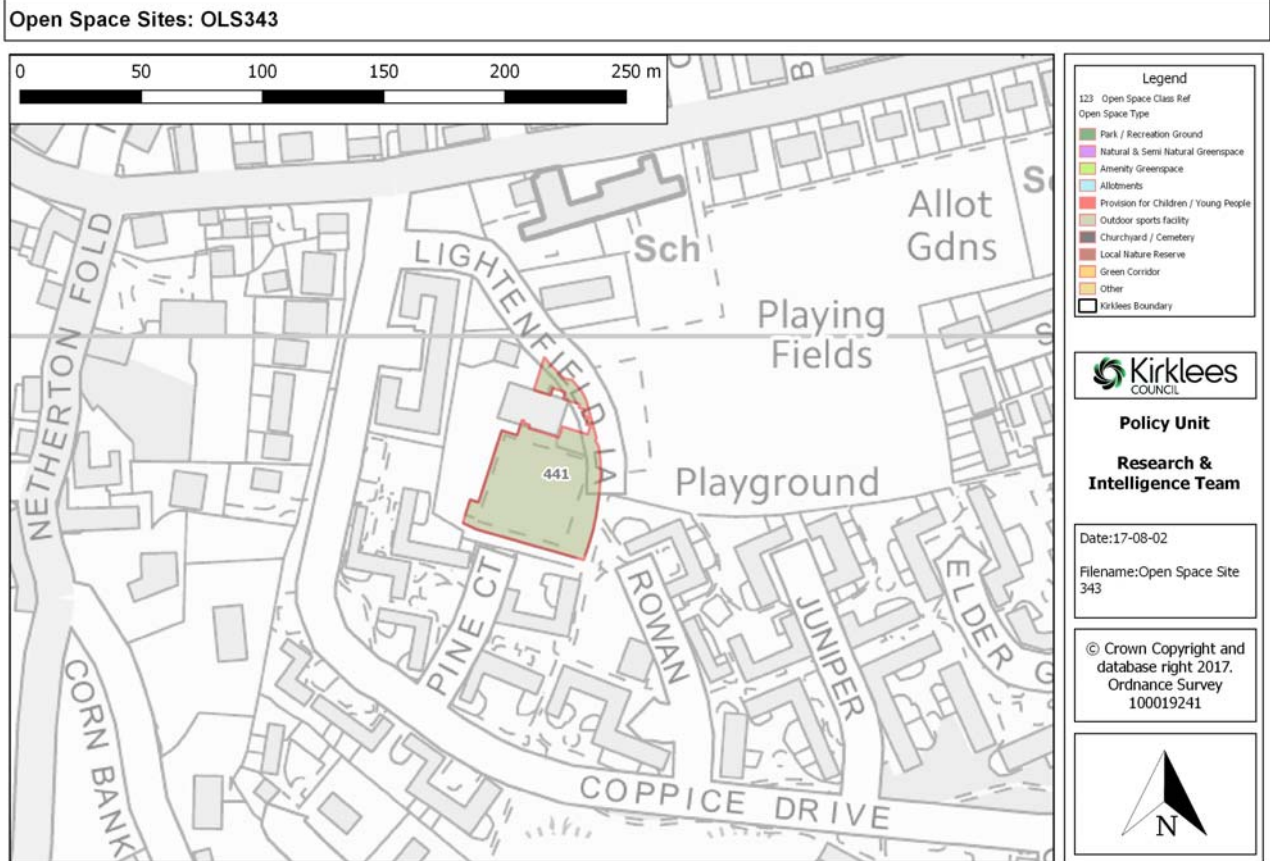 Open Space Sites: OLS343
0 50 100 150 200 250 m
B
NETHERTON FOLD
LIGHTENFIELD LA
Sch
Allot
Gdns
Playing
Fields
441
Playground
PINE CT
ROWAN
JUNIPER
ELDER G
CORN BANK
COPPICE DRIVE
Legend
123 Open Space Class Ref
Open Space Type
Park / Recreation Ground
Natural & Semi Natural Greenspace
Amenity Greenspace
Allotments
Provision for Children / Young People
Outdoor sports facility
Churchyard / Cemetery
Local Nature Reserve
Green Corridor
Other
Kirklees Boundary
Kirklees
COUNCIL
Policy Unit
Research &
Intelligence Team
Date:17-08-02
Filename:Open Space Site
343
© Crown Copyright and
database right 2017.
Ordnance Survey
100019241
N